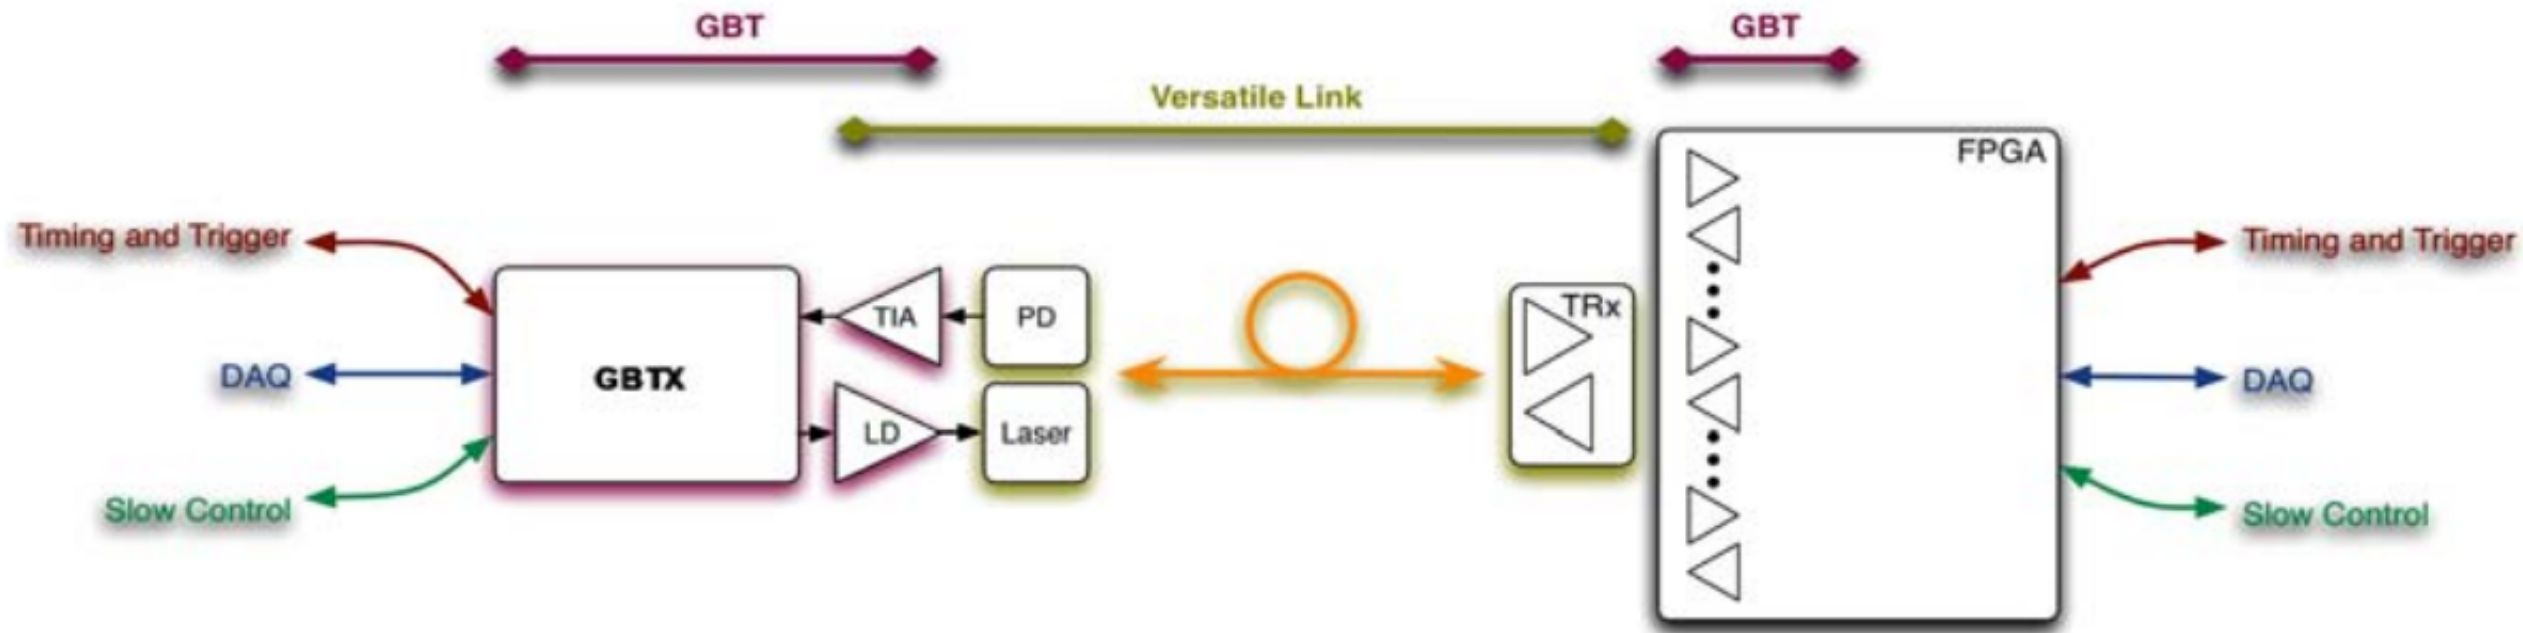 GBT
GBT
Versatile Link
FPGA
Timing and Trigger
Timing and Trigger
TRx
TIA
PD
GBTX
DAQ
DAQ
LD
Laser
Slow Control
Slow Control